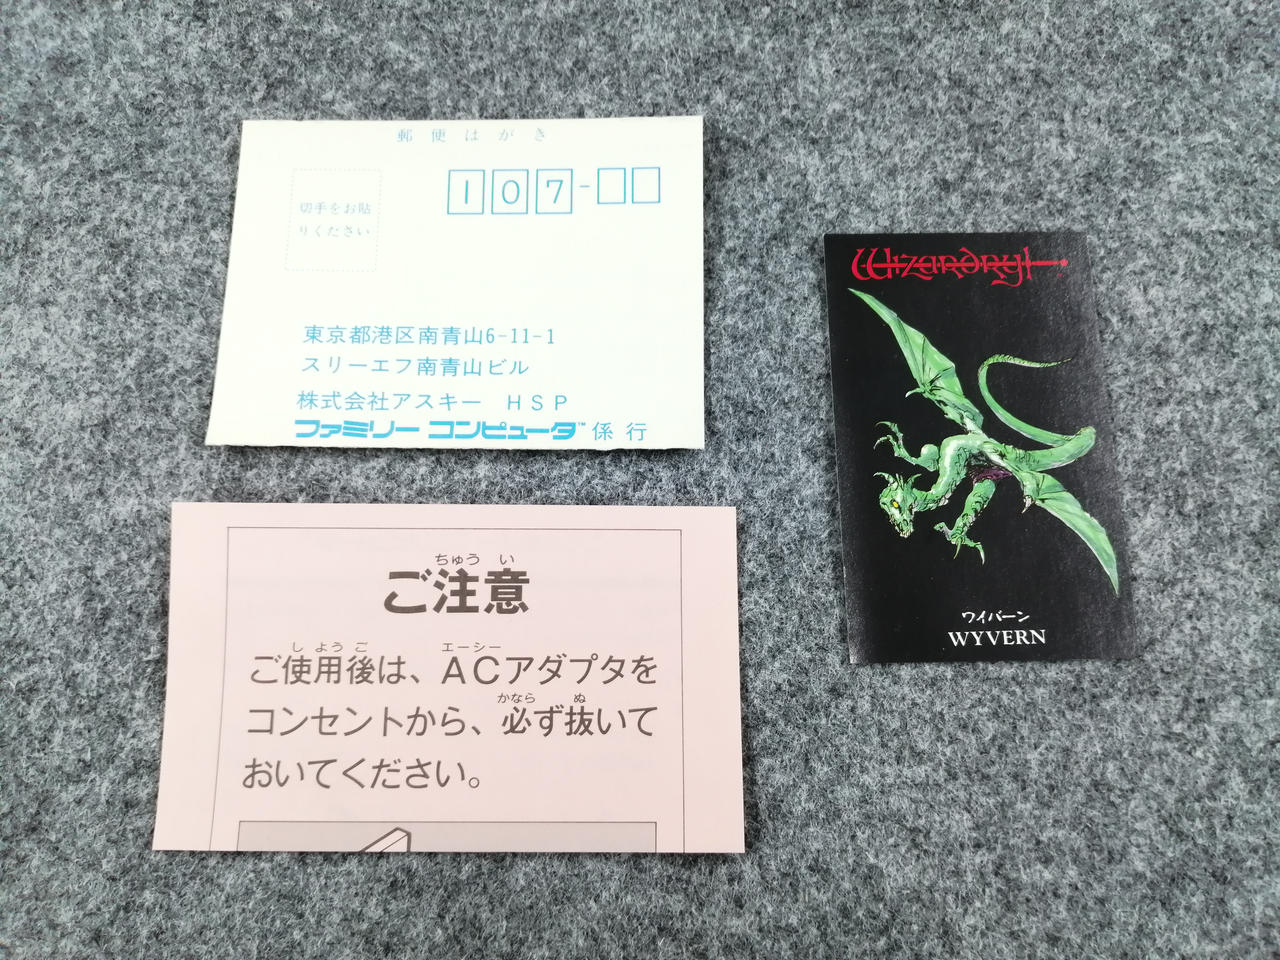 郵便はがき
107-
切手をお貼
りください
東京都港区南青山6-11-1
スリーエフ南青山ビル
株式会社アスキー　HSP
ファミリー コンピュータ™係行
ちゅう い
ご注意
し よう ご エーシー
ご使用後は、ACアダプタを
かなら ぬ
コンセントから、必ず抜いて
おいてください。
Wizardry
ワイバーン
WYVERN